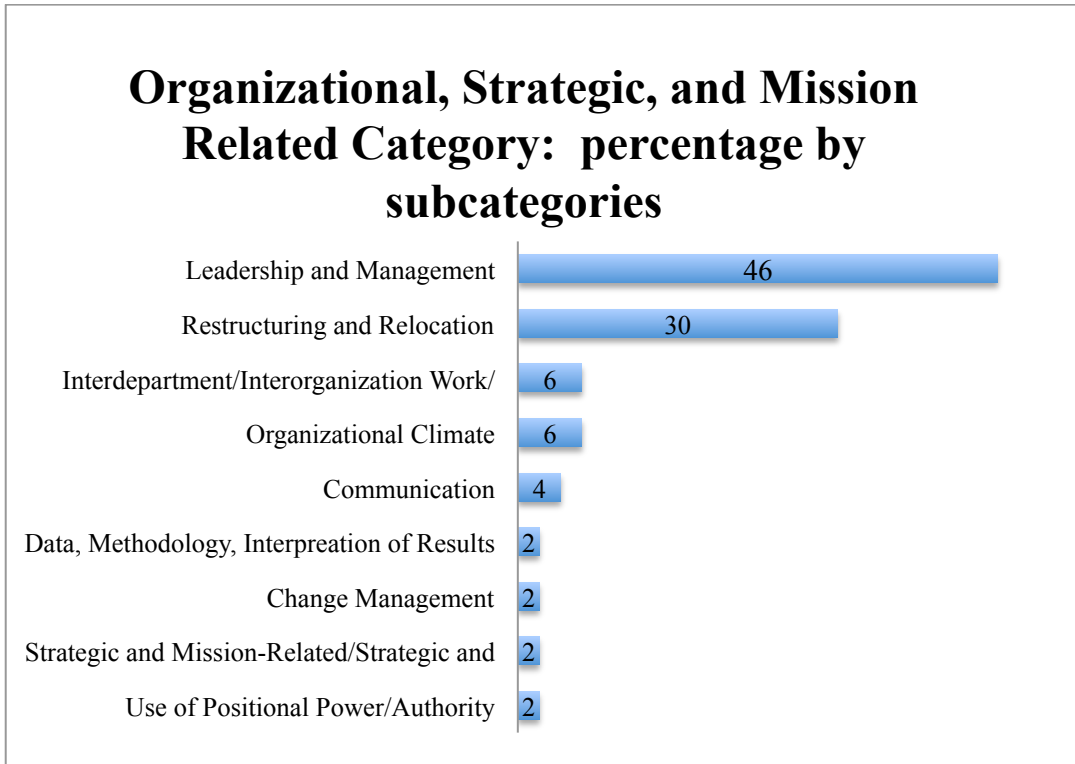 Organizational, Strategic, and Mission
Related Category:  percentage by
subcategories
Leadership and Management 46
Restructuring and Relocation 30
Interdepartment/Interorganization Work/ 6
Organizational Climate 6
Communication 4
Data, Methodology, Interpreation of Results 2
Change Management 2
Strategic and Mission-Related/Strategic and 2
Use of Positional Power/Authority 2